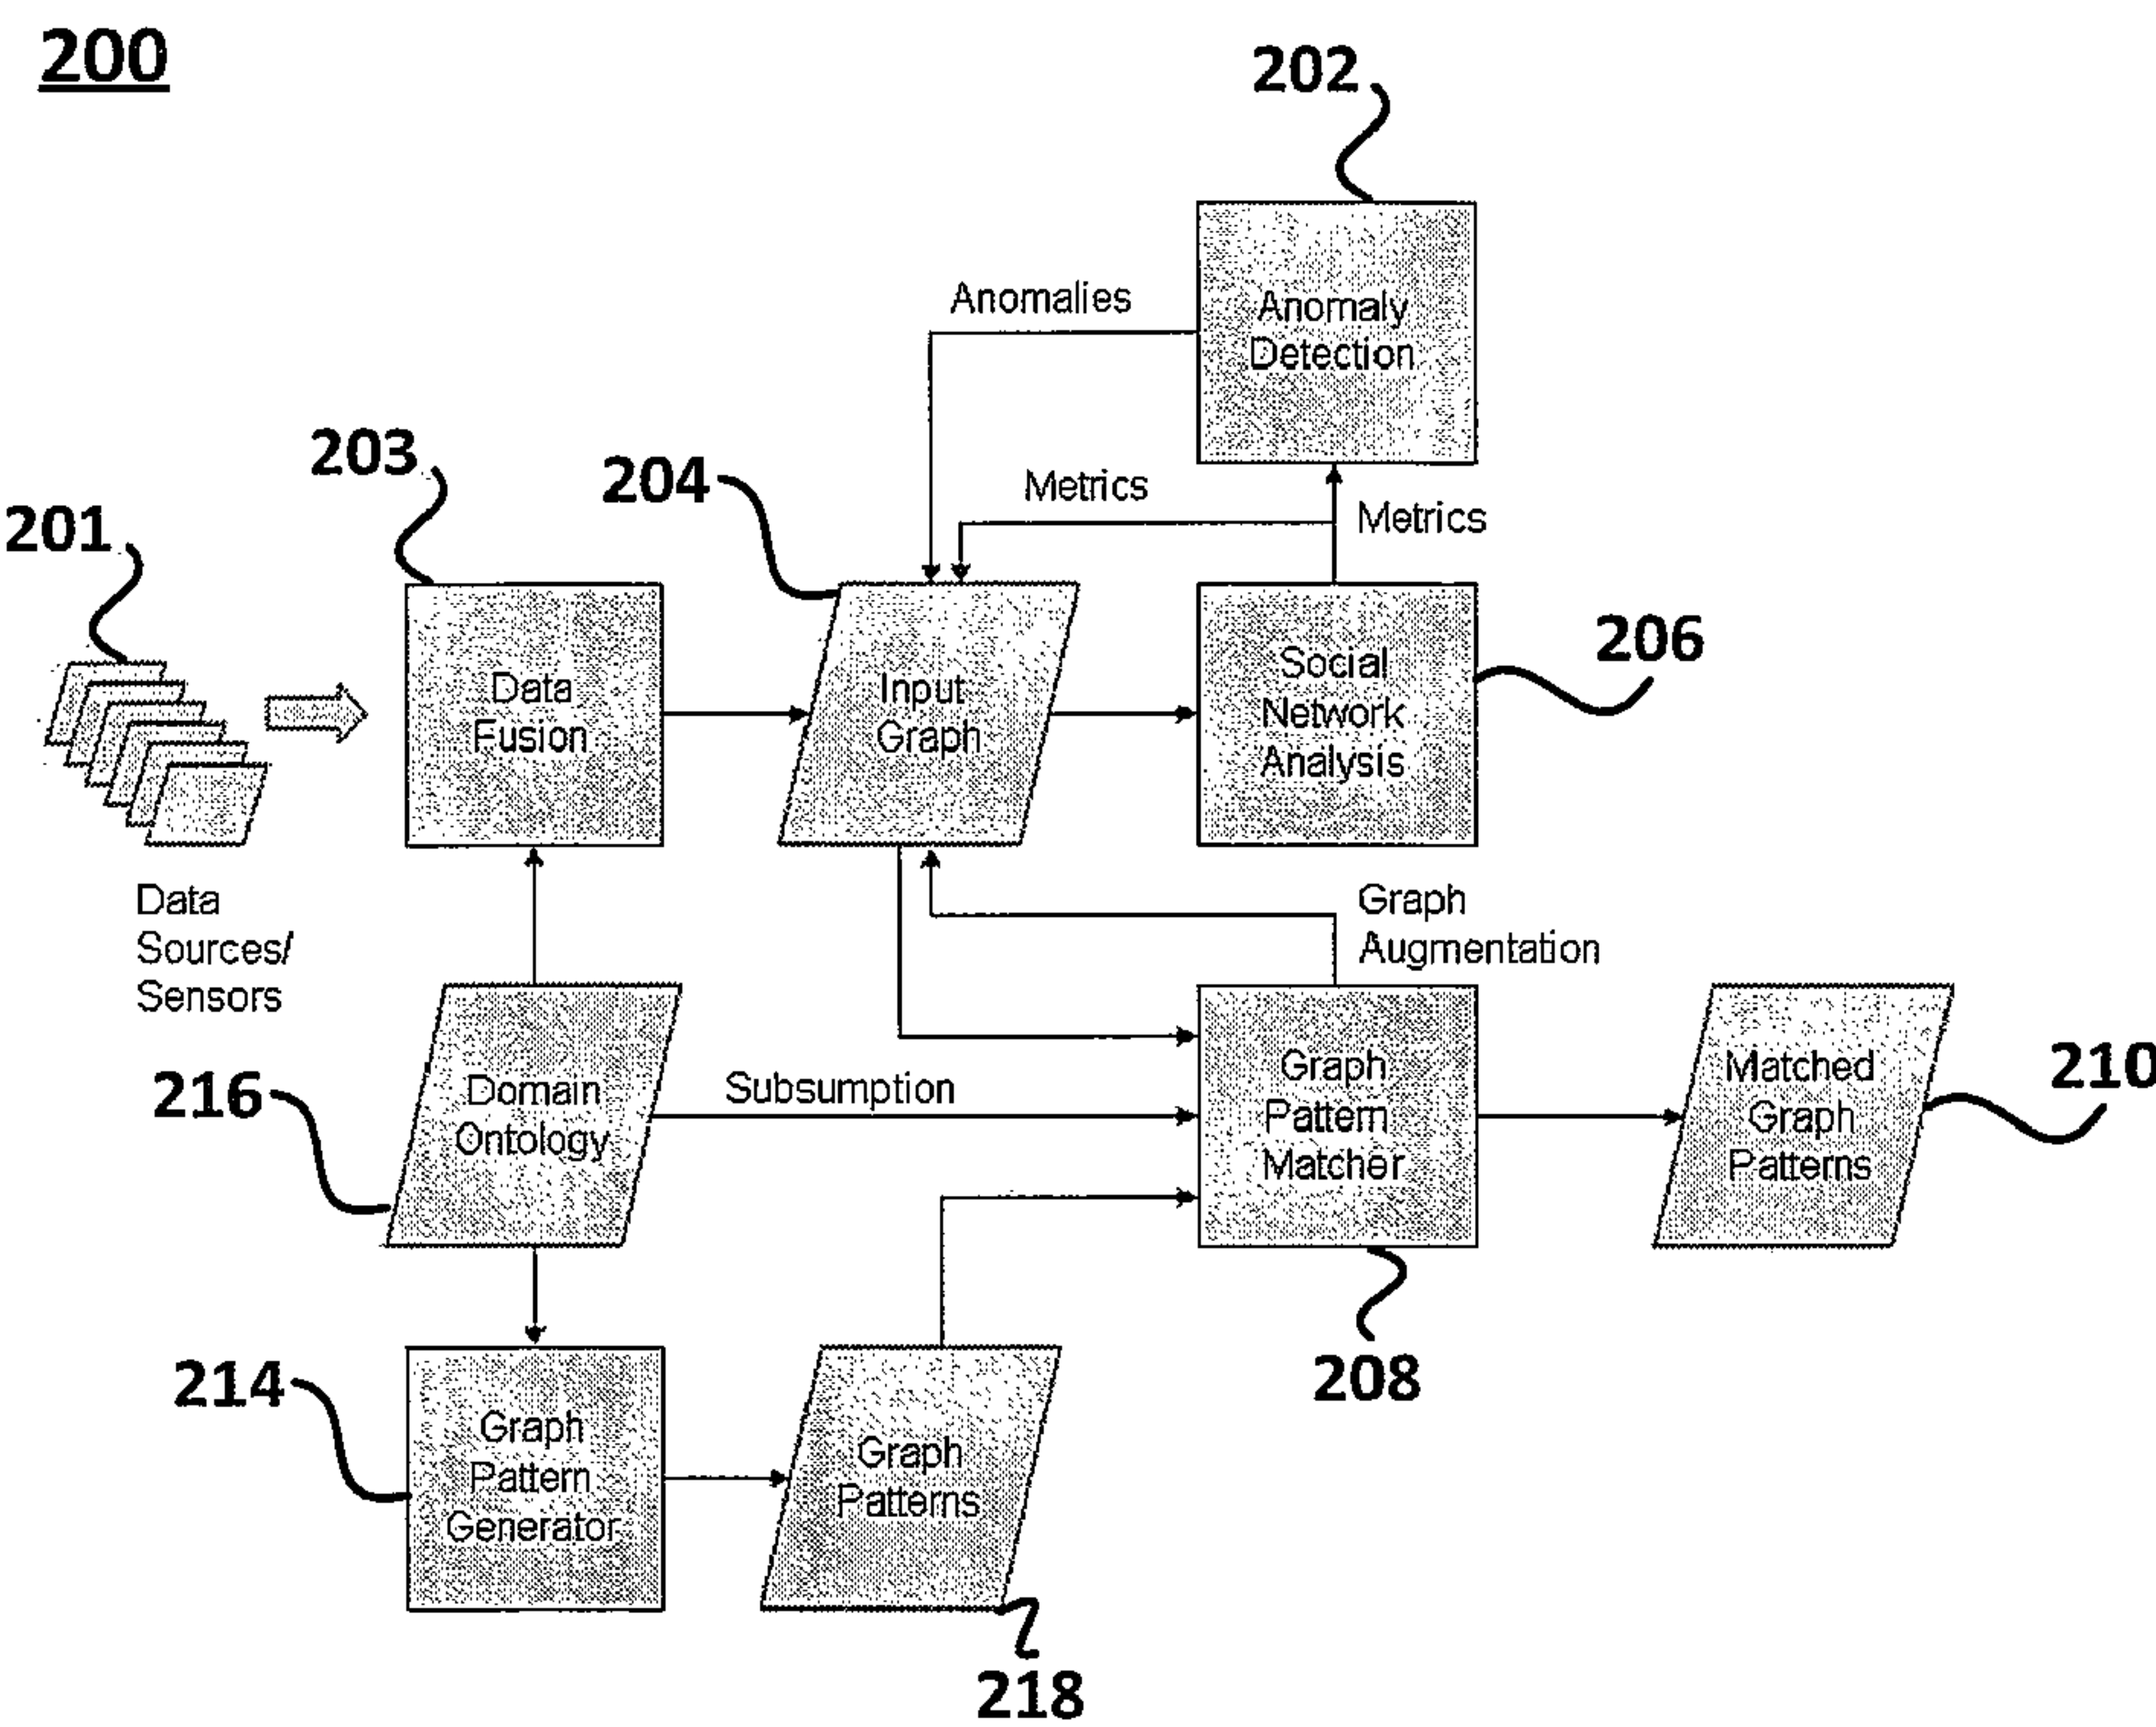 200
202
Anomaly
Detection
Anomalies
203
204
Metrics
Metrics
201
206
Data
Fusion
Input
Graph
Social
Network
Analysis
Data
Sources/
Sensors
Graph
Augmentation
216
Domain
Ontology
Subsumption
Graph
Pattern
Matcher
Matched
Graph
Patterns
210
208
214
Graph
Pattern
Generator
Graph
Patterns
218